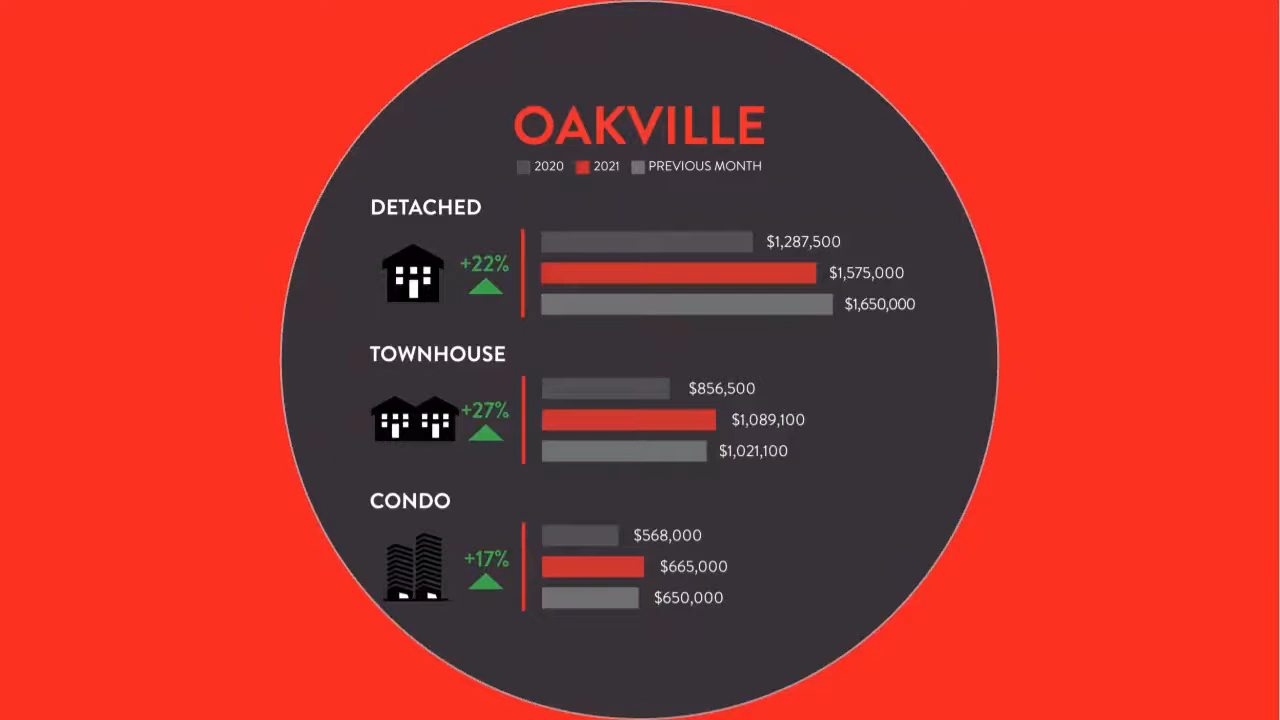 OAKVILLE
2020 2021 PREVIOUS MONTH
DETACHED
+22%
$1,287,500
$1,575,000
$1,650,000
TOWNHOUSE
+27%
$856,500
$1,089,100
$1,021,100
CONDO
+17%
$568,000
$665,000
$650,000